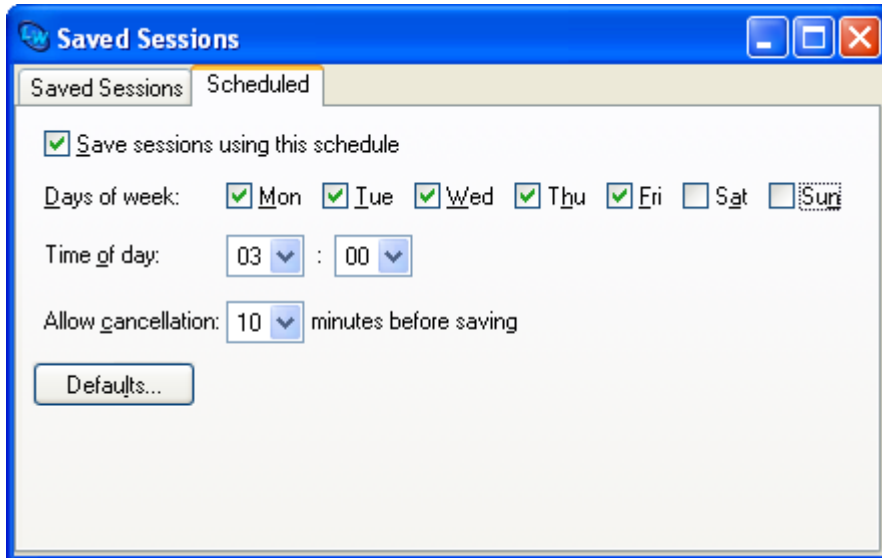 Saved Sessions
Saved Sessions Scheduled
Save sessions using this schedule
Days of week: Mon Tue Wed Thu Fri Sat Sun
Time of day: 03 : 00
Allow cancellation: 10 minutes before saving
Defaults...